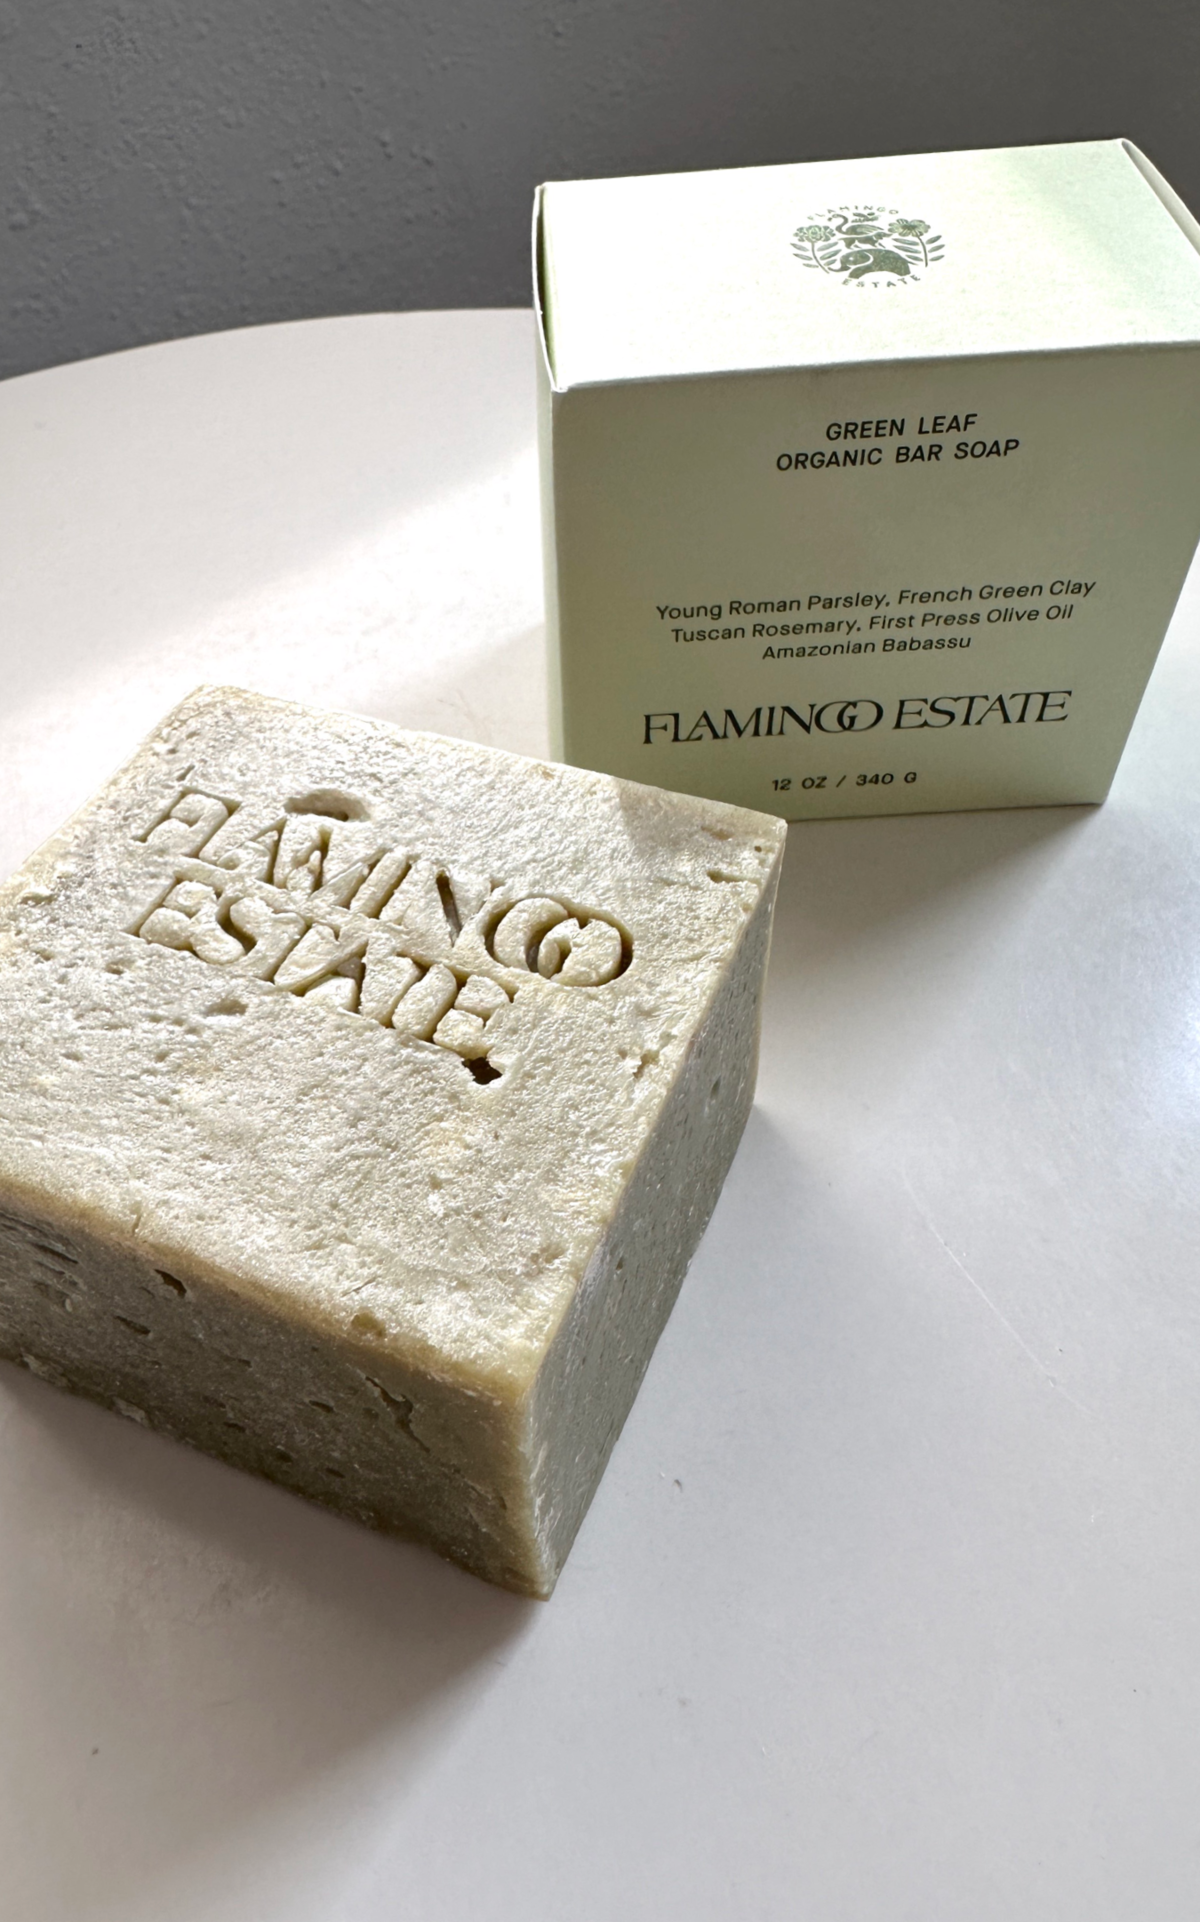 FLAMINGO
ESTATE
GREEN LEAF
ORGANIC BAR SOAP
Young Roman Parsley, French Green Clay
Tuscan Rosemary, First Press Olive Oil
Amazonian Babassu
FLAMINGO ESTATE
12 OZ / 340 G
FLAMINGO
ESTATE